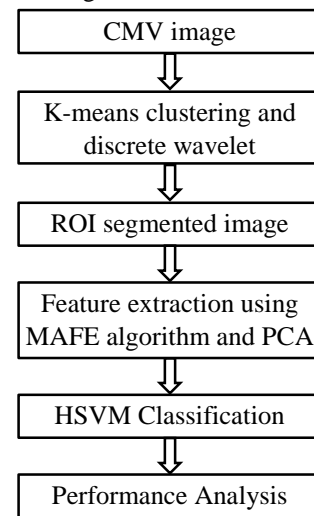 CMV image
K-means clustering and
discrete wavelet
ROI segmented image
Feature extraction using
MAFE algorithm and PCA
HSVM Classification
Performance Analysis